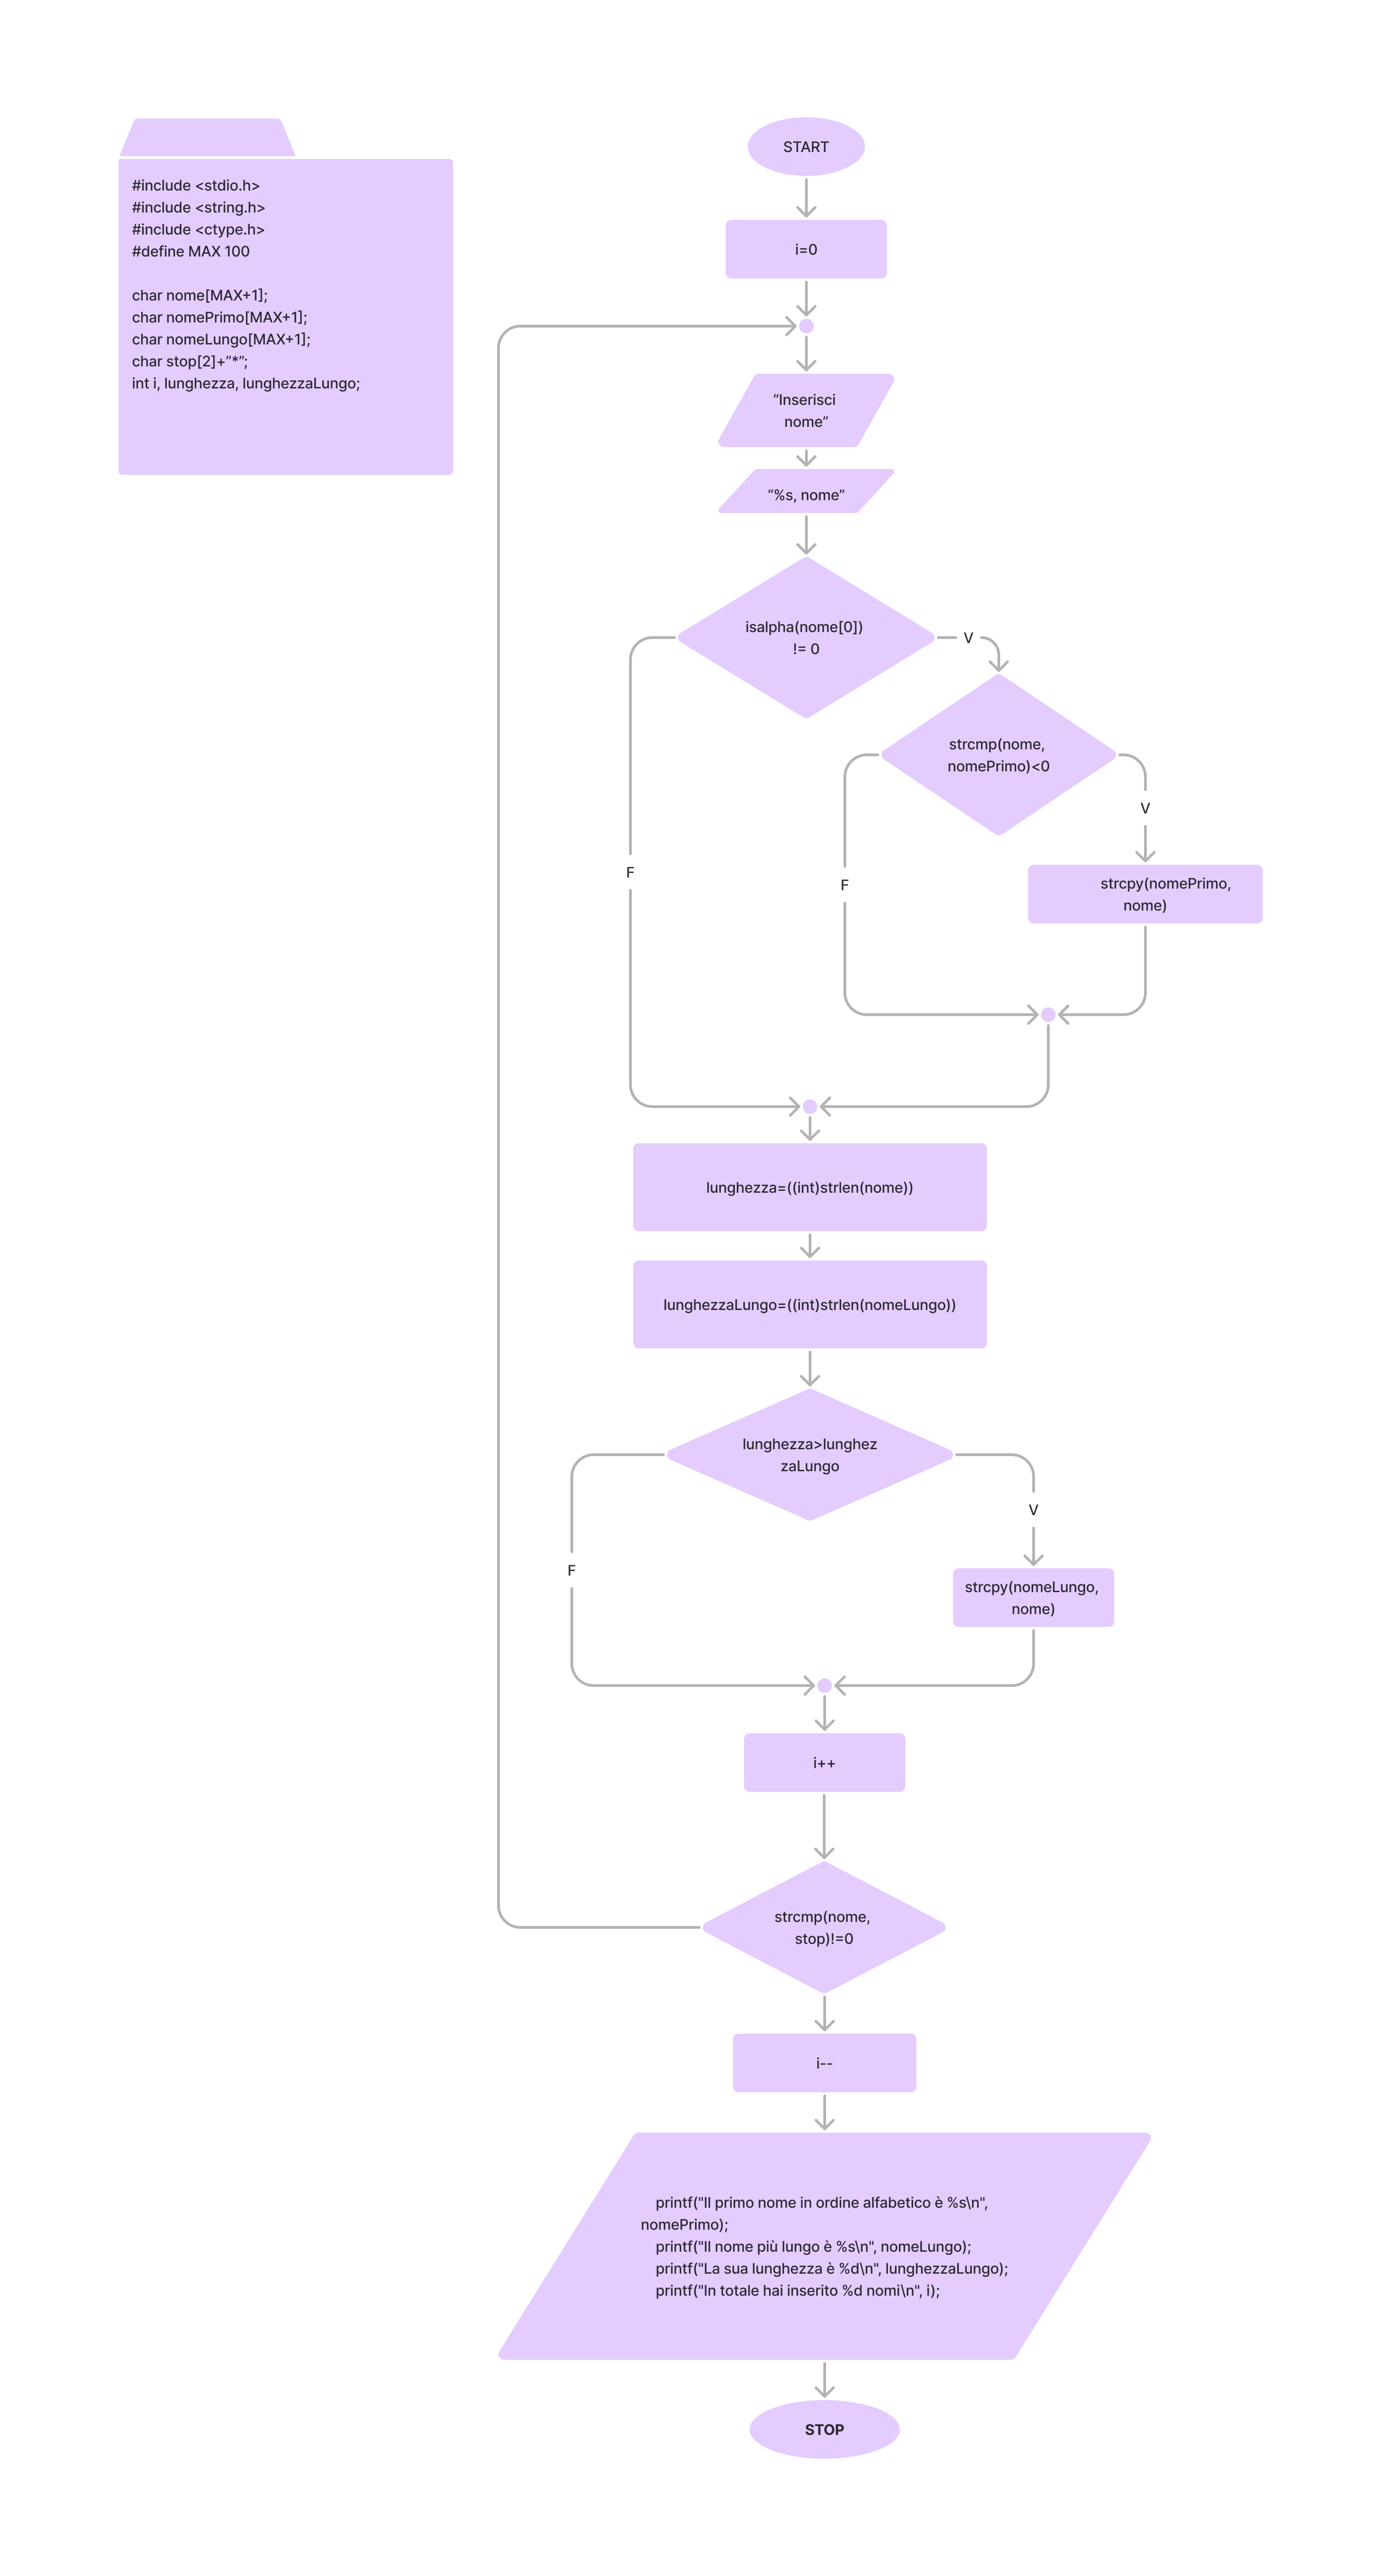 #include <stdio.h>
#include <string.h>
#include <ctype.h>
#define MAX 100
char nome[MAX+1];
char nomePrimo[MAX+1];
char nomeLungo[MAX+1];
char stop[2]+”*”;
int i, lunghezza, lunghezzaLungo;
START
i=0
“Inserisci
nome”
“%s, nome”
isalpha(nome[0])
!= 0
V
strcmp(nome,
nomePrimo)<0
V
F
F
strcpy(nomePrimo,
nome)
lunghezza=((int)strlen(nome))
lunghezzaLungo=((int)strlen(nomeLungo))
lunghezza>lunghez
zaLungo
V
F
strcpy(nomeLungo,
nome)
i++
strcmp(nome,
stop)!=0
i--
printf("Il primo nome in ordine alfabetico è %s\n",
nomePrimo);
printf("Il nome più lungo è %s\n", nomeLungo);
printf("La sua lunghezza è %d\n", lunghezzaLungo);
printf("In totale hai inserito %d nomi\n", i);
STOP